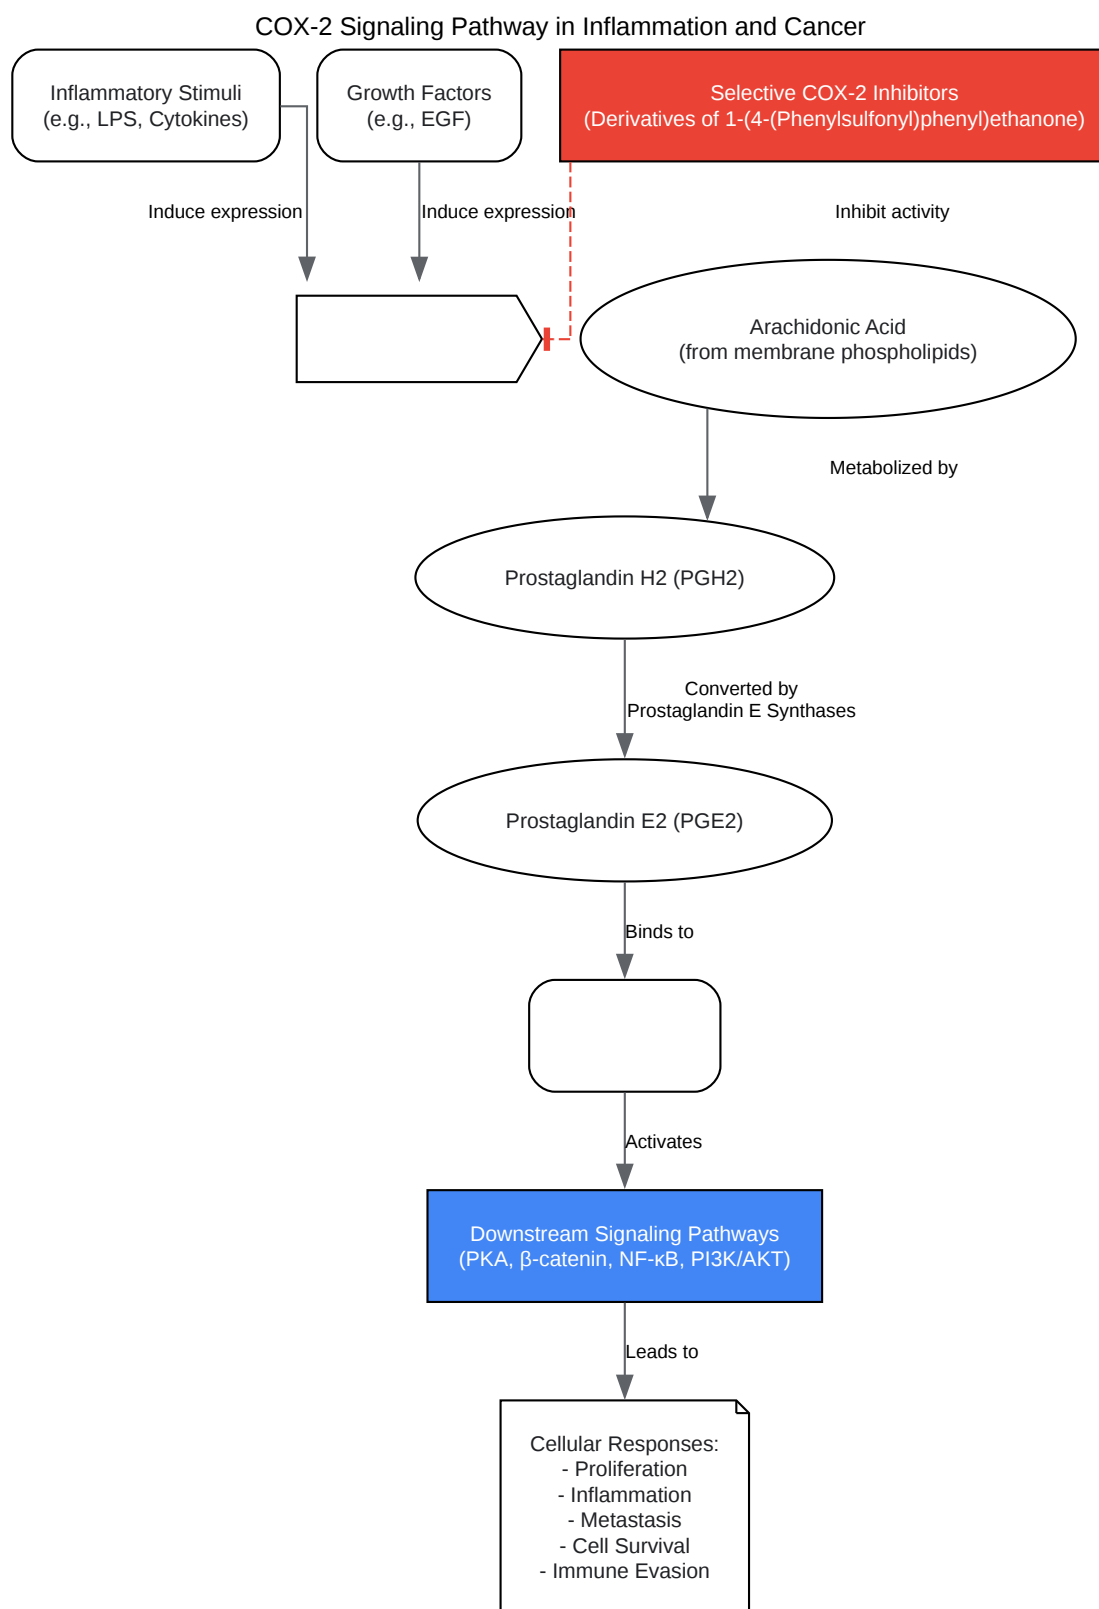 COX-2 Signaling Pathway in Inflammation and Cancer
Inflammatory Stimuli
(e.g., LPS, Cytokines)
Growth Factors
(e.g., EGF)
Selective COX-2 Inhibitors
(Derivatives of 1-(4-(Phenylsulfonyl)phenyl)ethanone)
Induce expression
Induce expression
Inhibit activity
Arachidonic Acid
(from membrane phospholipids)
Metabolized by
Prostaglandin H2 (PGH2)
Converted by
Prostaglandin E Synthases
Prostaglandin E2 (PGE2)
Binds to
Activates
Downstream Signaling Pathways
(PKA, β-catenin, NF-κB, PI3K/AKT)
Leads to
Cellular Responses:
- Proliferation
- Inflammation
- Metastasis
- Cell Survival
- Immune Evasion